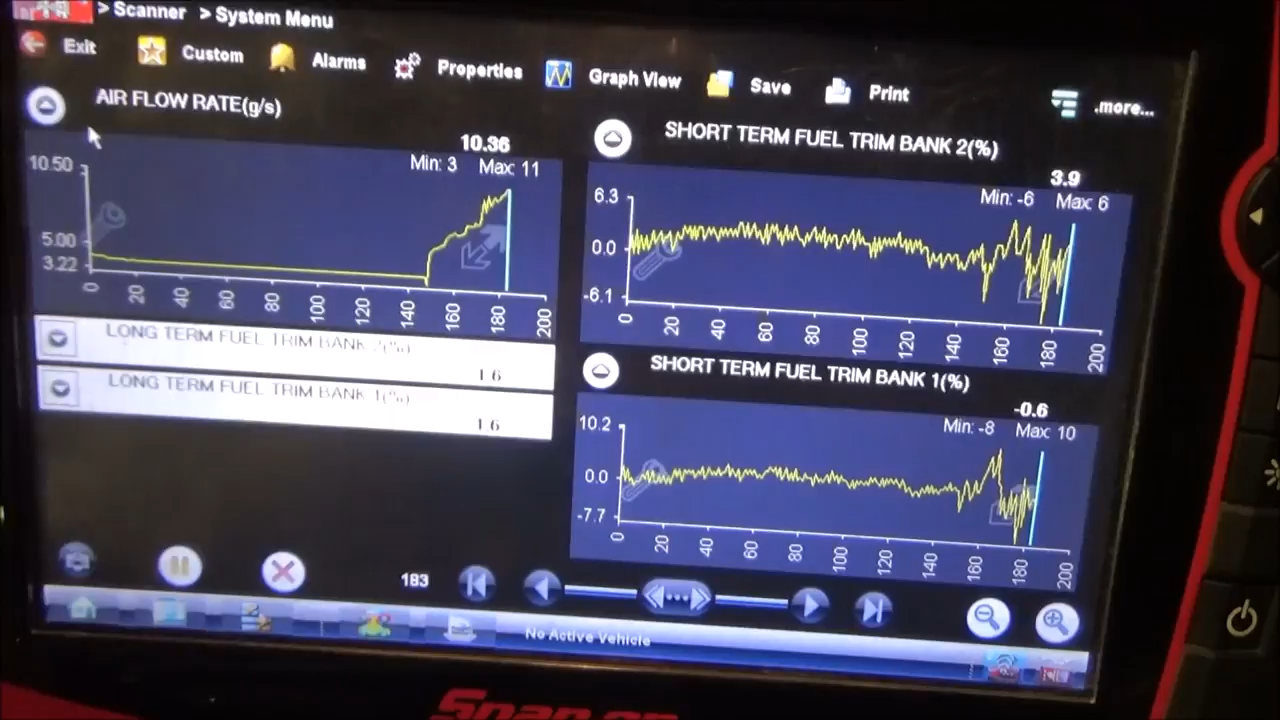 > Scanner > System Menu
Exit Custom Alarms Properties Graph View Save Print .more...
AIR FLOW RATE(g/s)
10.36
Min: 3 Max: 11
10.50
5.00
3.22
0 20 40 60 80 100 120 140 160 180 200
LONG TERM FUEL TRIM BANK 2(%)
1.6
LONG TERM FUEL TRIM BANK 1(%)
1.6
SHORT TERM FUEL TRIM BANK 2(%)
3.9
Min: -6 Max: 6
6.3
0.0
-6.1
0 20 40 60 80 100 120 140 160 180 200
SHORT TERM FUEL TRIM BANK 1(%)
-0.6
Min: -8 Max: 10
10.2
0.0
-7.7
0 20 40 60 80 100 120 140 160 180 200
183
No Active Vehicle
Snap-on